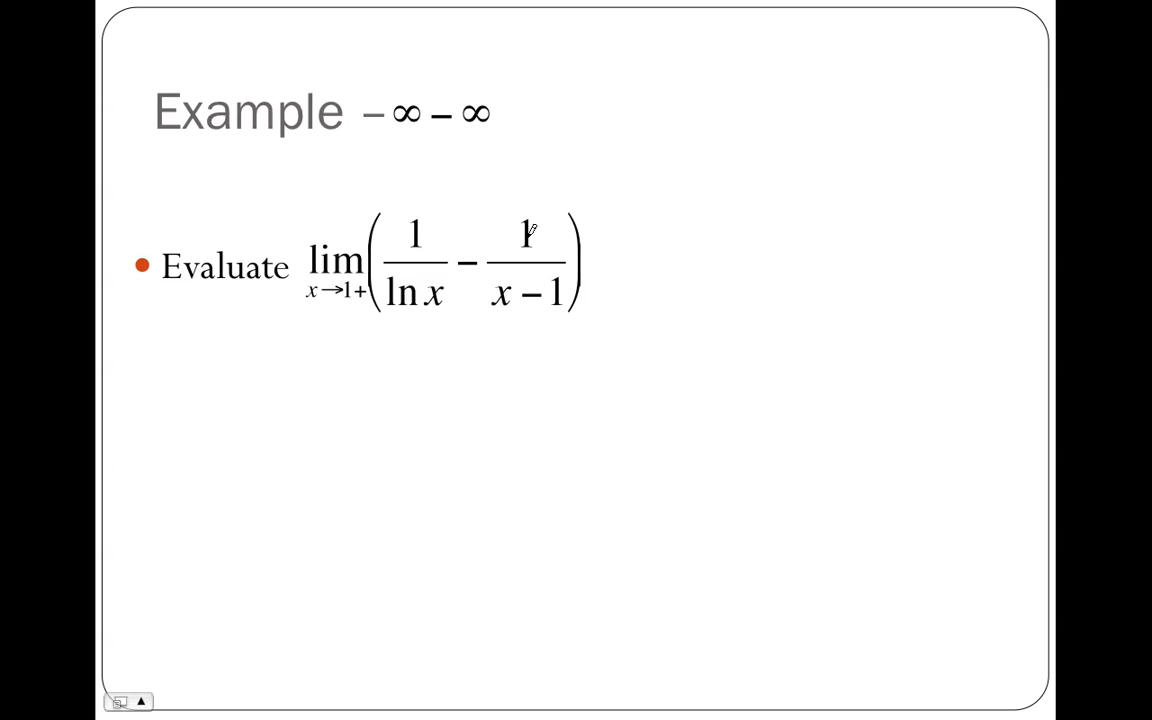 Example – ∞ – ∞
• Evaluate lim x→1+ (1/ln x − 1/x − 1)